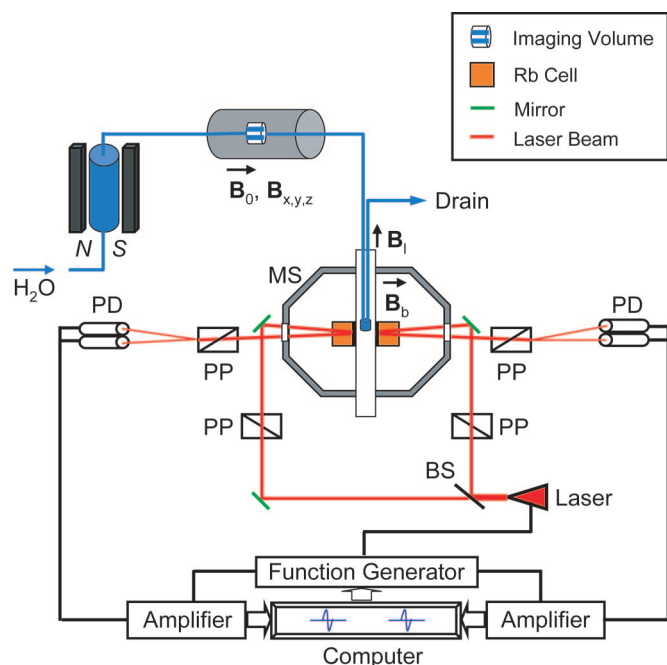 Imaging Volume
Rb Cell
Mirror
Laser Beam
B₀, Bx,y,z
Drain
N S
Bl
MS
H₂O
Bb
PD
PD
PP
PP
PP
PP
BS
Laser
Function Generator
Amplifier
Amplifier
Computer